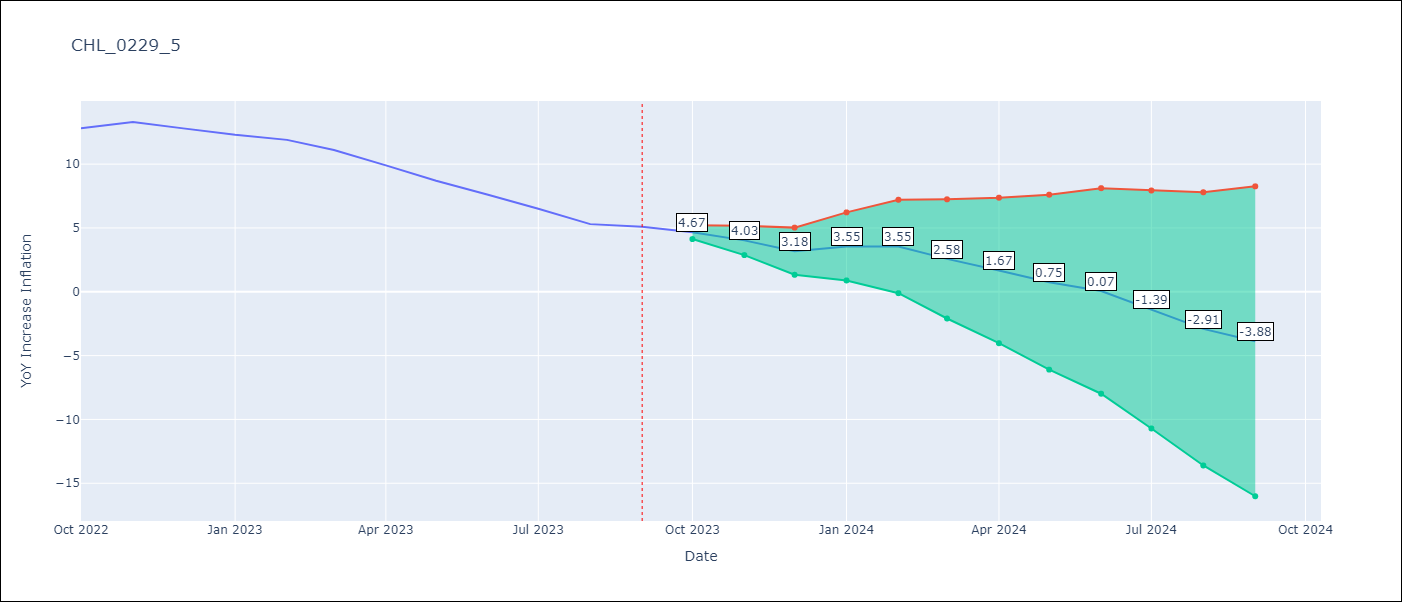 CHL_0229_5
YoY Increase Inflation
10
5
0
−5
−10
−15
4.67
4.03
3.18
3.55
3.55
2.58
1.67
0.75
0.07
-1.39
-2.91
-3.88
Oct 2022
Jan 2023
Apr 2023
Jul 2023
Oct 2023
Jan 2024
Apr 2024
Jul 2024
Oct 2024
Date